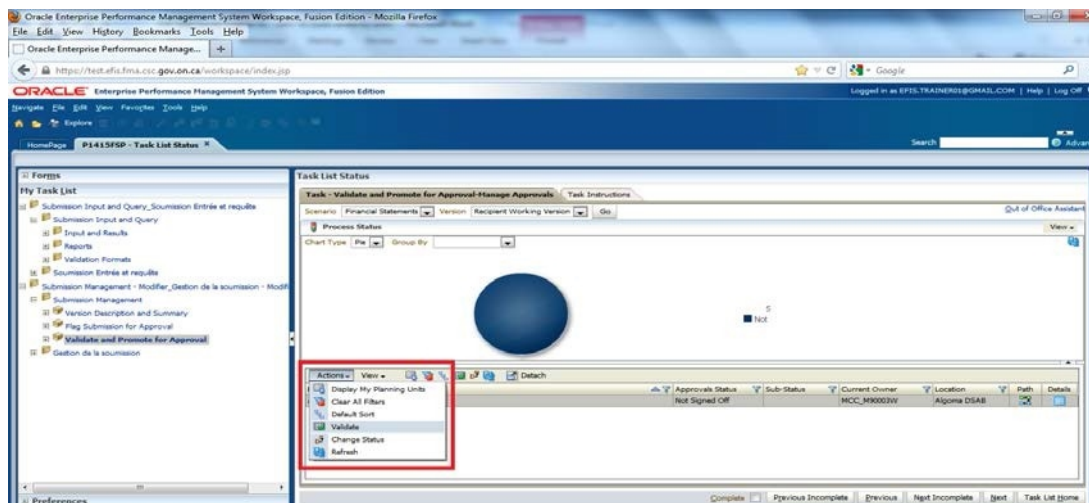 Oracle Enterprise Performance Management System Workspace, Fusion Edition - Mozilla Firefox
File Edit View History Bookmarks Tools Help
Oracle Enterprise Performance Manage... +
https://test.efis.fma.csc.gov.on.ca/workspace/index.jsp
Google
ORACLE Enterprise Performance Management System Workspace, Fusion Edition
Logged in as EFIS.TRAINER01@GMAIL.COM | Help | Log Off
Navigate File Edit View Favorites Tools Help
Explore
HomePage P1415FSP - Task List Status
Search
Advan
Forms
My Task List
Submission Input and Query_Soumission Entrée et requête
Submission Input and Query
Input and Results
Reports
Validation Formats
Soumission Entrée et requête
Submission Management - Modifier_Gestion de la soumission - Modifi
Submission Management
Version Description and Summary
Flag Submission for Approval
Validate and Promote for Approval
Gestion de la soumission
Preferences
Task List Status
Task - Validate and Promote for Approval-Manage Approvals Task Instructions
Scenario Financial Statements Version Recipient Working Version Go
Out of Office Assistant
Process Status
View
Chart Type Pie Group By
S
Not
Actions View Detach
Display My Planning Units
Clear All Filters
Default Sort
Validate
Change Status
Refresh
Approvals Status Sub-Status Current Owner Location Path Details
Not Signed Off MCC_M90003W Algoma DSAB
Complete Previous Incomplete Previous Next Incomplete Next Task List Home